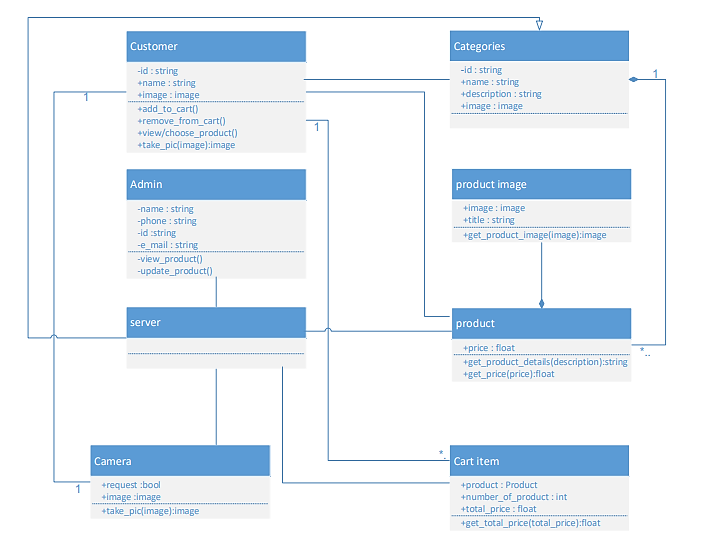 Customer
-id : string
+name : string
+image : image
+add_to_cart()
+remove_from_cart()
+view/choose_product()
+take_pic(image):image
Categories
-id : string
+name : string
+description : string
+image : image
1
1
1
Admin
-name : string
-phone : string
-id :string
-e_mail : string
-view_product()
-update_product()
product image
+image : image
+title : string
+get_product_image(image):image
server
product
+price : float
+get_product_details(description):string
+get_price(price):float
*..
Camera
+request :bool
+image :image
+take_pic(image):image
1
*.
Cart item
+product : Product
+number_of_product : int
+total_price : float
+get_total_price(total_price):float